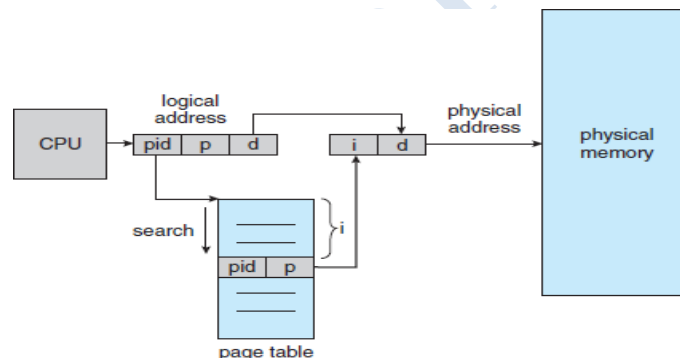 logical
address
CPU
pid p d
i d
physical
address
physical
memory
search
i
pid p
page table